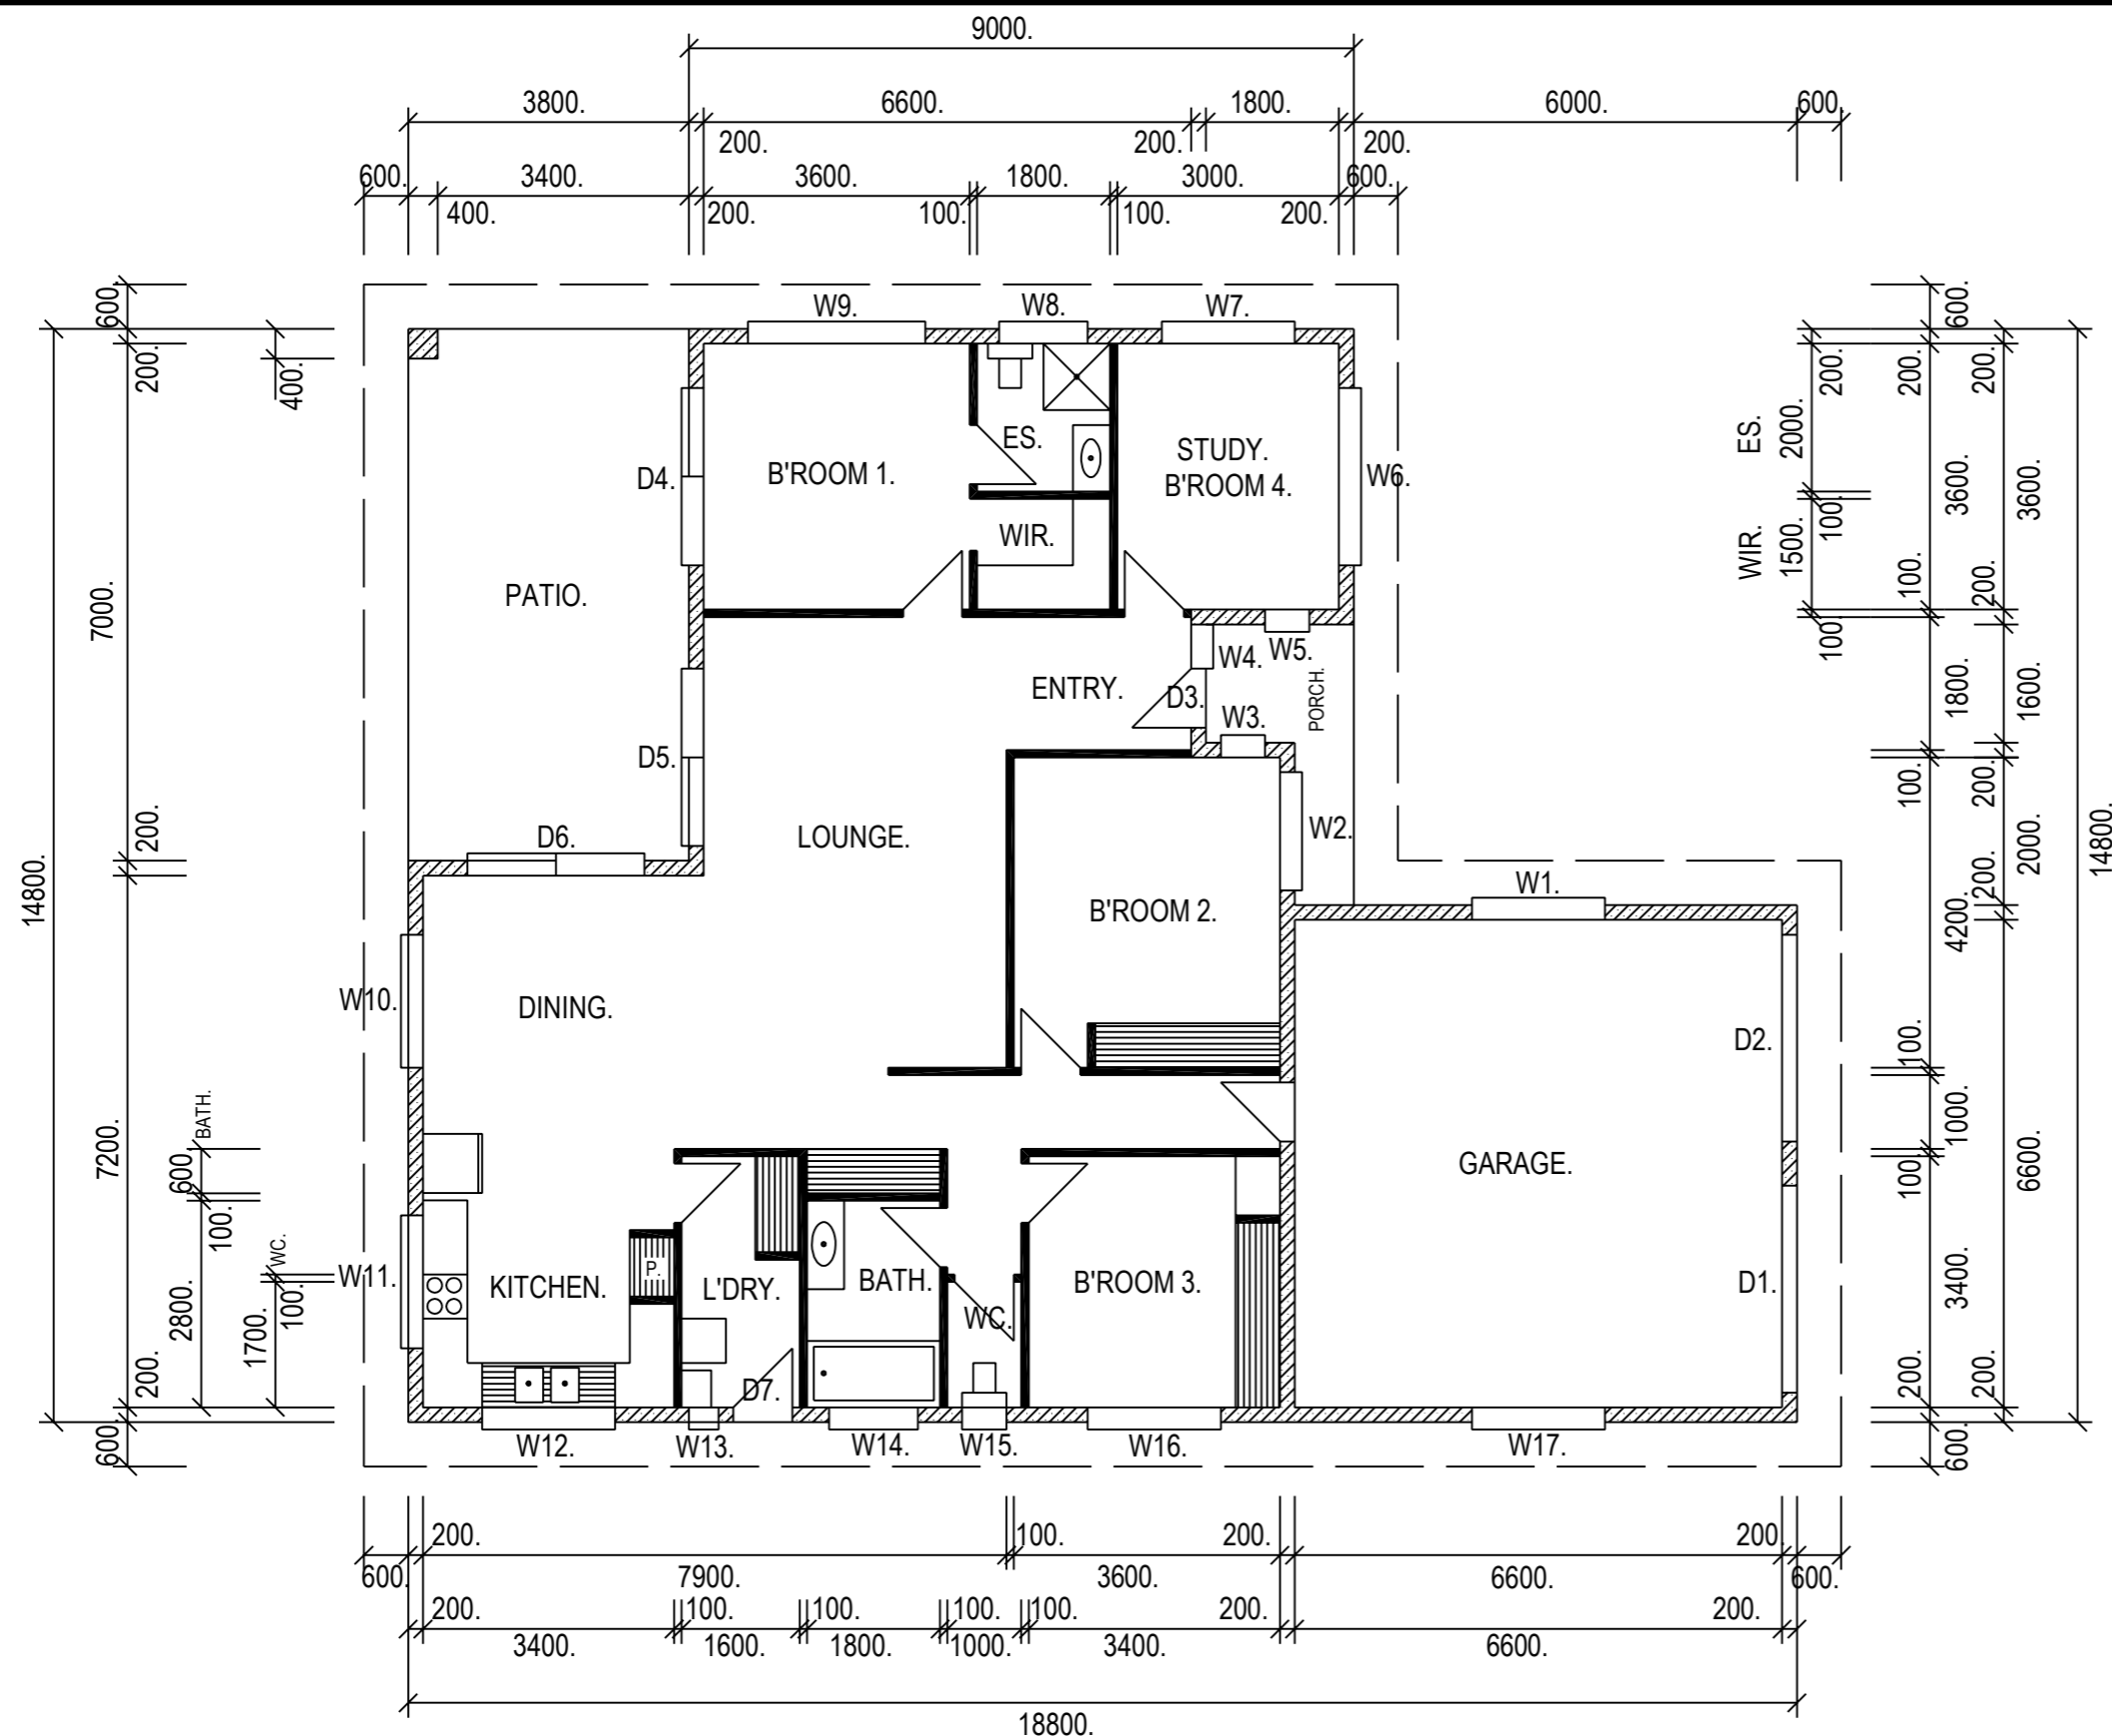 9000.
3800. 6600. 1800. 6000. 600.
200. 200. 200.
600. 3400. 3600. 1800. 3000. 600.
400. 200. 100. 100. 200.
W9. W8. W7.
600.
200.
400.
7000.
200.
14800.
7200.
200.
600.
BATH.
600.
100.
2800.
WC.
100.
1700.
ES.
D4.
B'ROOM 1.
STUDY.
B'ROOM 4.
W6.
WIR.
PATIO.
W4.
W5.
ENTRY.
D3.
W3.
PORCH.
D5.
D6.
LOUNGE.
W2.
W1.
B'ROOM 2.
W10.
DINING.
D2.
GARAGE.
W11.
KITCHEN.
P.
L'DRY.
BATH.
WC.
B'ROOM 3.
D1.
D7.
W12. W13. W14. W15. W16. W17.
ES.
2000.
200.
WIR.
1500.
100.
100.
600.
200.
3600.
100.
1800.
100.
4200.
100.
1000.
100.
3400.
200.
600.
200.
3600.
200.
1600.
200.
2000.
200.
6600.
200.
14800.
200. 100. 200. 200.
600. 7900. 3600. 6600. 600.
200. 100. 100. 100. 100. 200. 200.
3400. 1600. 1800. 1000. 3400. 6600.
18800.